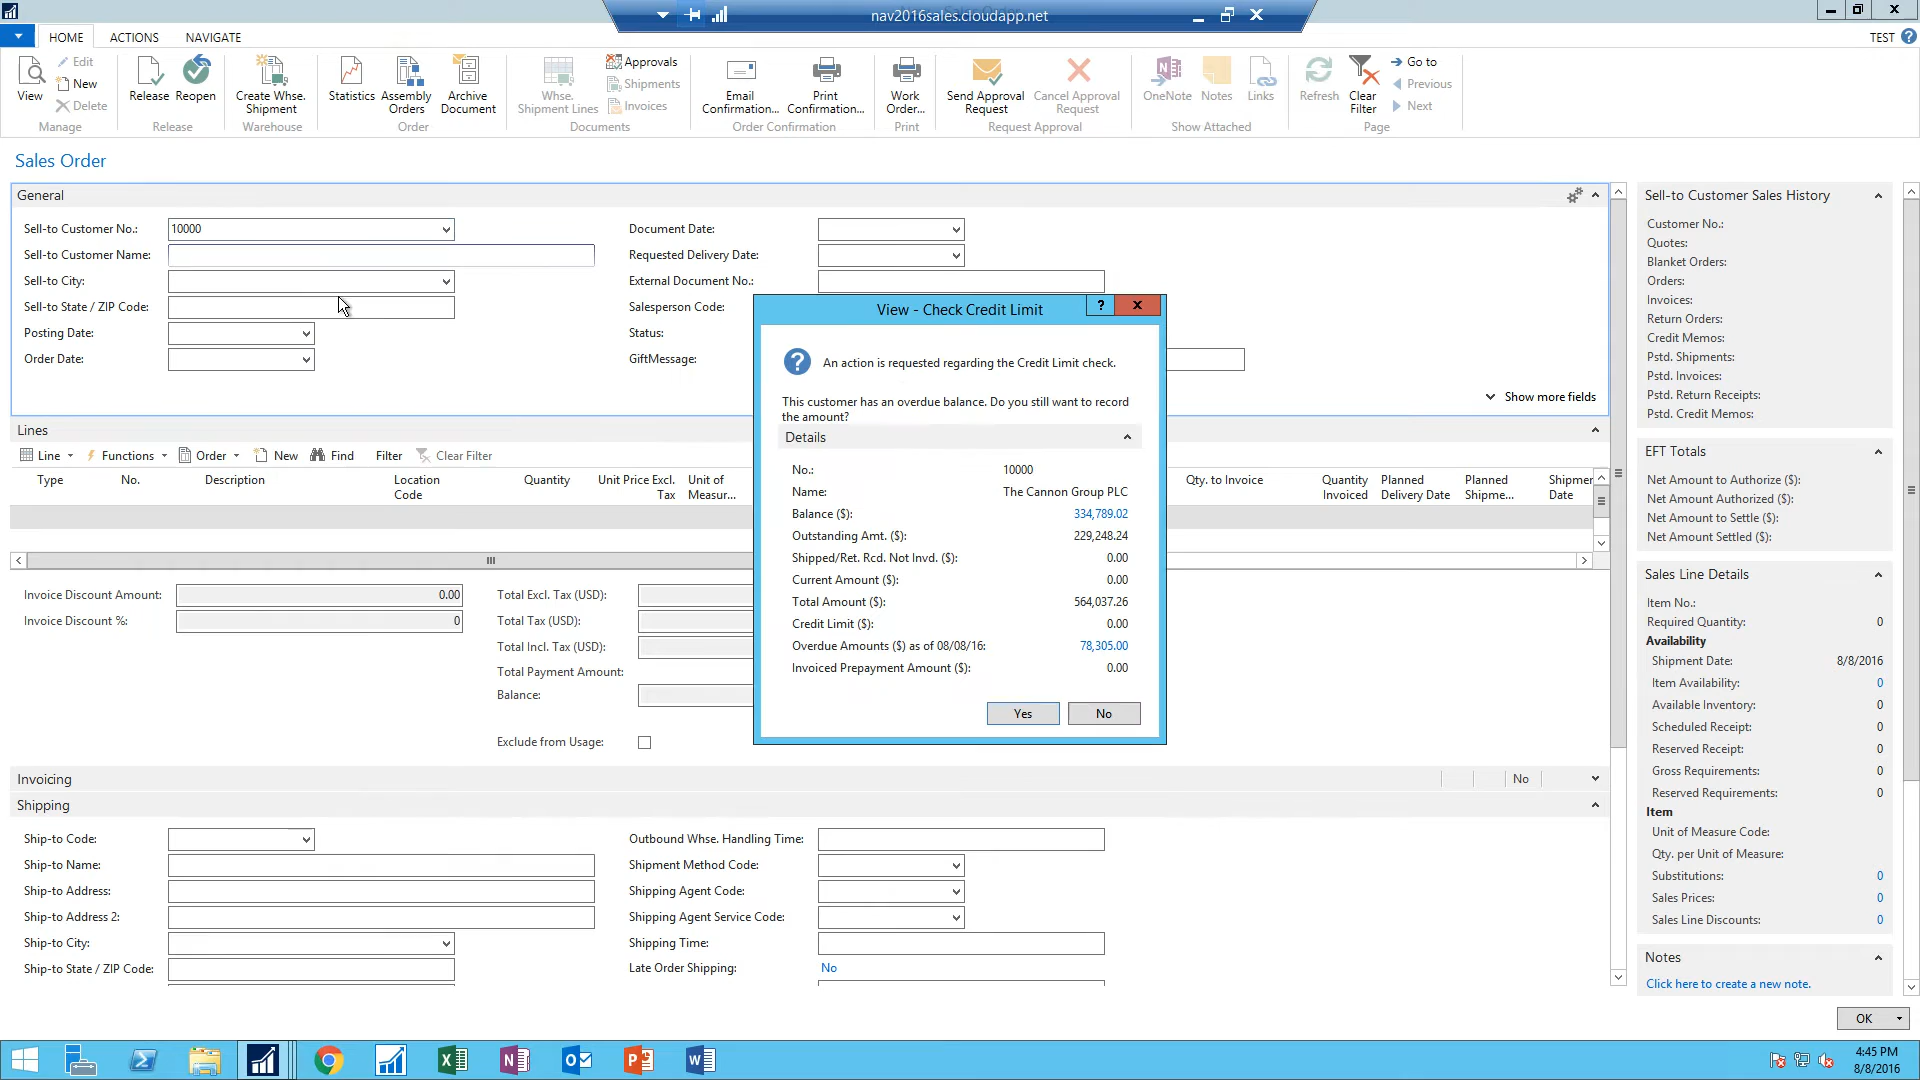 nav2016sales.cloudapp.net
HOME ACTIONS NAVIGATE
TEST
View
Edit
New
Delete
Manage
Release
Reopen
Release
Create Whse.
Shipment
Warehouse
Statistics
Assembly
Orders
Archive
Document
Order
Whse.
Shipment Lines
Approvals
Shipments
Invoices
Documents
Email
Confirmation...
Print
Confirmation...
Order Confirmation
Work
Order...
Print
Send Approval
Request
Cancel Approval
Request
Request Approval
OneNote
Notes
Links
Show Attached
Refresh
Clear
Filter
Go to
Previous
Next
Page
Sales Order
General
Sell-to Customer No.: 10000
Sell-to Customer Name:
Sell-to City:
Sell-to State / ZIP Code:
Posting Date:
Order Date:
Document Date:
Requested Delivery Date:
External Document No.:
Salesperson Code:
Status:
GiftMessage:
Show more fields
Lines
Line Functions Order New Find Filter Clear Filter
Type No. Description
Location
Code
Quantity
Unit Price Excl.
Tax
Unit of
Measur...
Qty. to Invoice
Quantity
Invoiced
Planned
Delivery Date
Planned
Shipme...
Shipmen
Date
Invoice Discount Amount: 0.00
Invoice Discount %: 0
Total Excl. Tax (USD):
Total Tax (USD):
Total Incl. Tax (USD):
Total Payment Amount:
Balance:
Exclude from Usage:
View - Check Credit Limit
An action is requested regarding the Credit Limit check.
This customer has an overdue balance. Do you still want to record
the amount?
Details
No.: 10000
Name: The Cannon Group PLC
Balance ($): 334,789.02
Outstanding Amt. ($): 229,248.24
Shipped/Ret. Rcd. Not Invd. ($): 0.00
Current Amount ($): 0.00
Total Amount ($): 564,037.26
Credit Limit ($): 0.00
Overdue Amounts ($) as of 08/08/16: 78,305.00
Invoiced Prepayment Amount ($): 0.00
Yes No
Invoicing No
Shipping
Ship-to Code:
Ship-to Name:
Ship-to Address:
Ship-to Address 2:
Ship-to City:
Ship-to State / ZIP Code:
Outbound Whse. Handling Time:
Shipment Method Code:
Shipping Agent Code:
Shipping Agent Service Code:
Shipping Time:
Late Order Shipping: No
Sell-to Customer Sales History
Customer No.:
Quotes:
Blanket Orders:
Orders:
Invoices:
Return Orders:
Credit Memos:
Pstd. Shipments:
Pstd. Invoices:
Pstd. Return Receipts:
Pstd. Credit Memos:
EFT Totals
Net Amount to Authorize ($):
Net Amount Authorized ($):
Net Amount to Settle ($):
Net Amount Settled ($):
Sales Line Details
Item No.:
Required Quantity: 0
Availability
Shipment Date: 8/8/2016
Item Availability: 0
Available Inventory: 0
Scheduled Receipt: 0
Reserved Receipt: 0
Gross Requirements: 0
Reserved Requirements: 0
Item
Unit of Measure Code:
Qty. per Unit of Measure:
Substitutions: 0
Sales Prices: 0
Sales Line Discounts: 0
Notes
Click here to create a new note.
OK
4:45 PM
8/8/2016